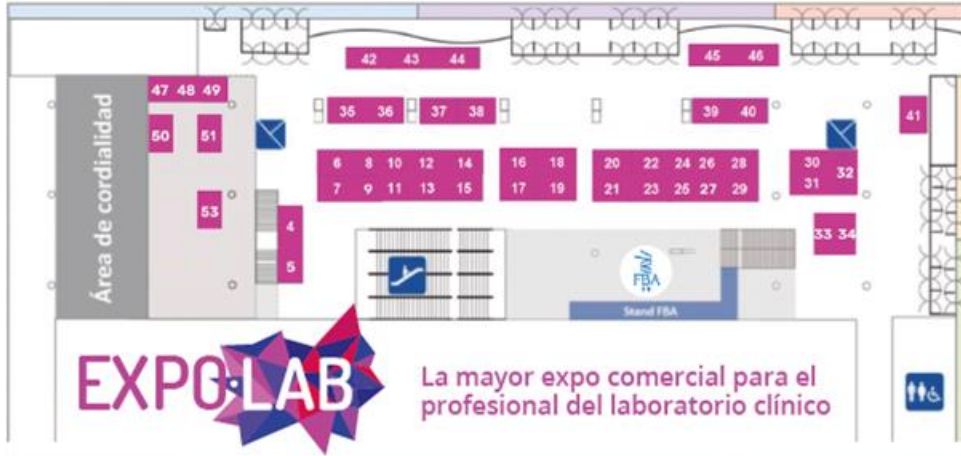 42 43 44
45 46
47 48 49
35 36
37 38
39 40
41
50
51
6 8 10 12 14
7 9 11 13 15
16 18
17 19
20 22 24 26 28
21 23 25 27 29
30
31
32
53
4
5
33 34
Área de cordialidad
FBA
Stand FBA
EXPO LAB
La mayor expo comercial para el
profesional del laboratorio clínico